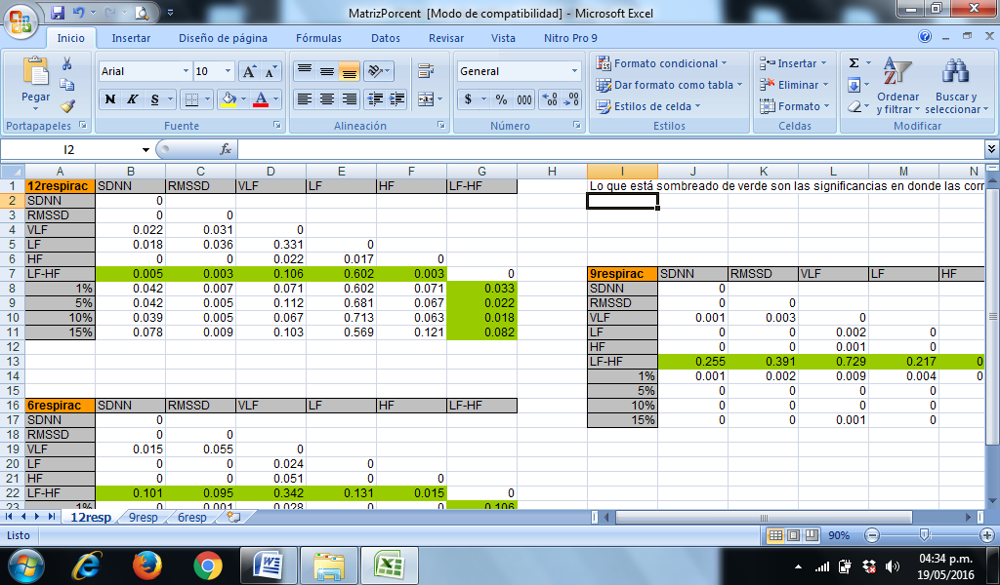 MatrizPorcent [Modo de compatibilidad] - Microsoft Excel
Inicio Insertar Diseño de página Fórmulas Datos Revisar Vista Nitro Pro 9
Pegar
Portapapeles
Arial 10
N K S
Fuente
Alineación
General
$ % 000
Número
Formato condicional
Dar formato como tabla
Estilos de celda
Estilos
Insertar
Eliminar
Formato
Celdas
Σ
Ordenar y filtrar
Buscar y seleccionar
Modificar
I2 fx
A B C D E F G H I J K L M N
1 12respirac SDNN RMSSD VLF LF HF LF-HF Lo que está sombreado de verde son las significancias en donde las corr
2 SDNN 0
3 RMSSD 0 0
4 VLF 0.022 0.031 0
5 LF 0.018 0.036 0.331 0
6 HF 0 0 0.022 0.017 0
7 LF-HF 0.005 0.003 0.106 0.602 0.003 0 9respirac SDNN RMSSD VLF LF HF
8 1% 0.042 0.007 0.071 0.602 0.071 0.033 SDNN 0
9 5% 0.042 0.005 0.112 0.681 0.067 0.022 RMSSD 0 0
10 10% 0.039 0.005 0.067 0.713 0.063 0.018 VLF 0.001 0.003 0
11 15% 0.078 0.009 0.103 0.569 0.121 0.082 LF 0 0 0.002 0
12 HF 0 0 0.001 0
13 LF-HF 0.255 0.391 0.729 0.217 0
14 1% 0.001 0.002 0.009 0.004 0
15 5% 0 0 0 0
16 6respirac SDNN RMSSD VLF LF HF LF-HF 10% 0 0 0 0
17 SDNN 0 15% 0 0 0.001 0
18 RMSSD 0 0
19 VLF 0.015 0.055 0
20 LF 0 0 0.024 0
21 HF 0 0 0.051 0 0
22 LF-HF 0.101 0.095 0.342 0.131 0.015 0
23 1% 0 0.001 0.028 0 0 0.106
12resp 9resp 6resp
Listo 90%
04:34 p.m.
19/05/2016